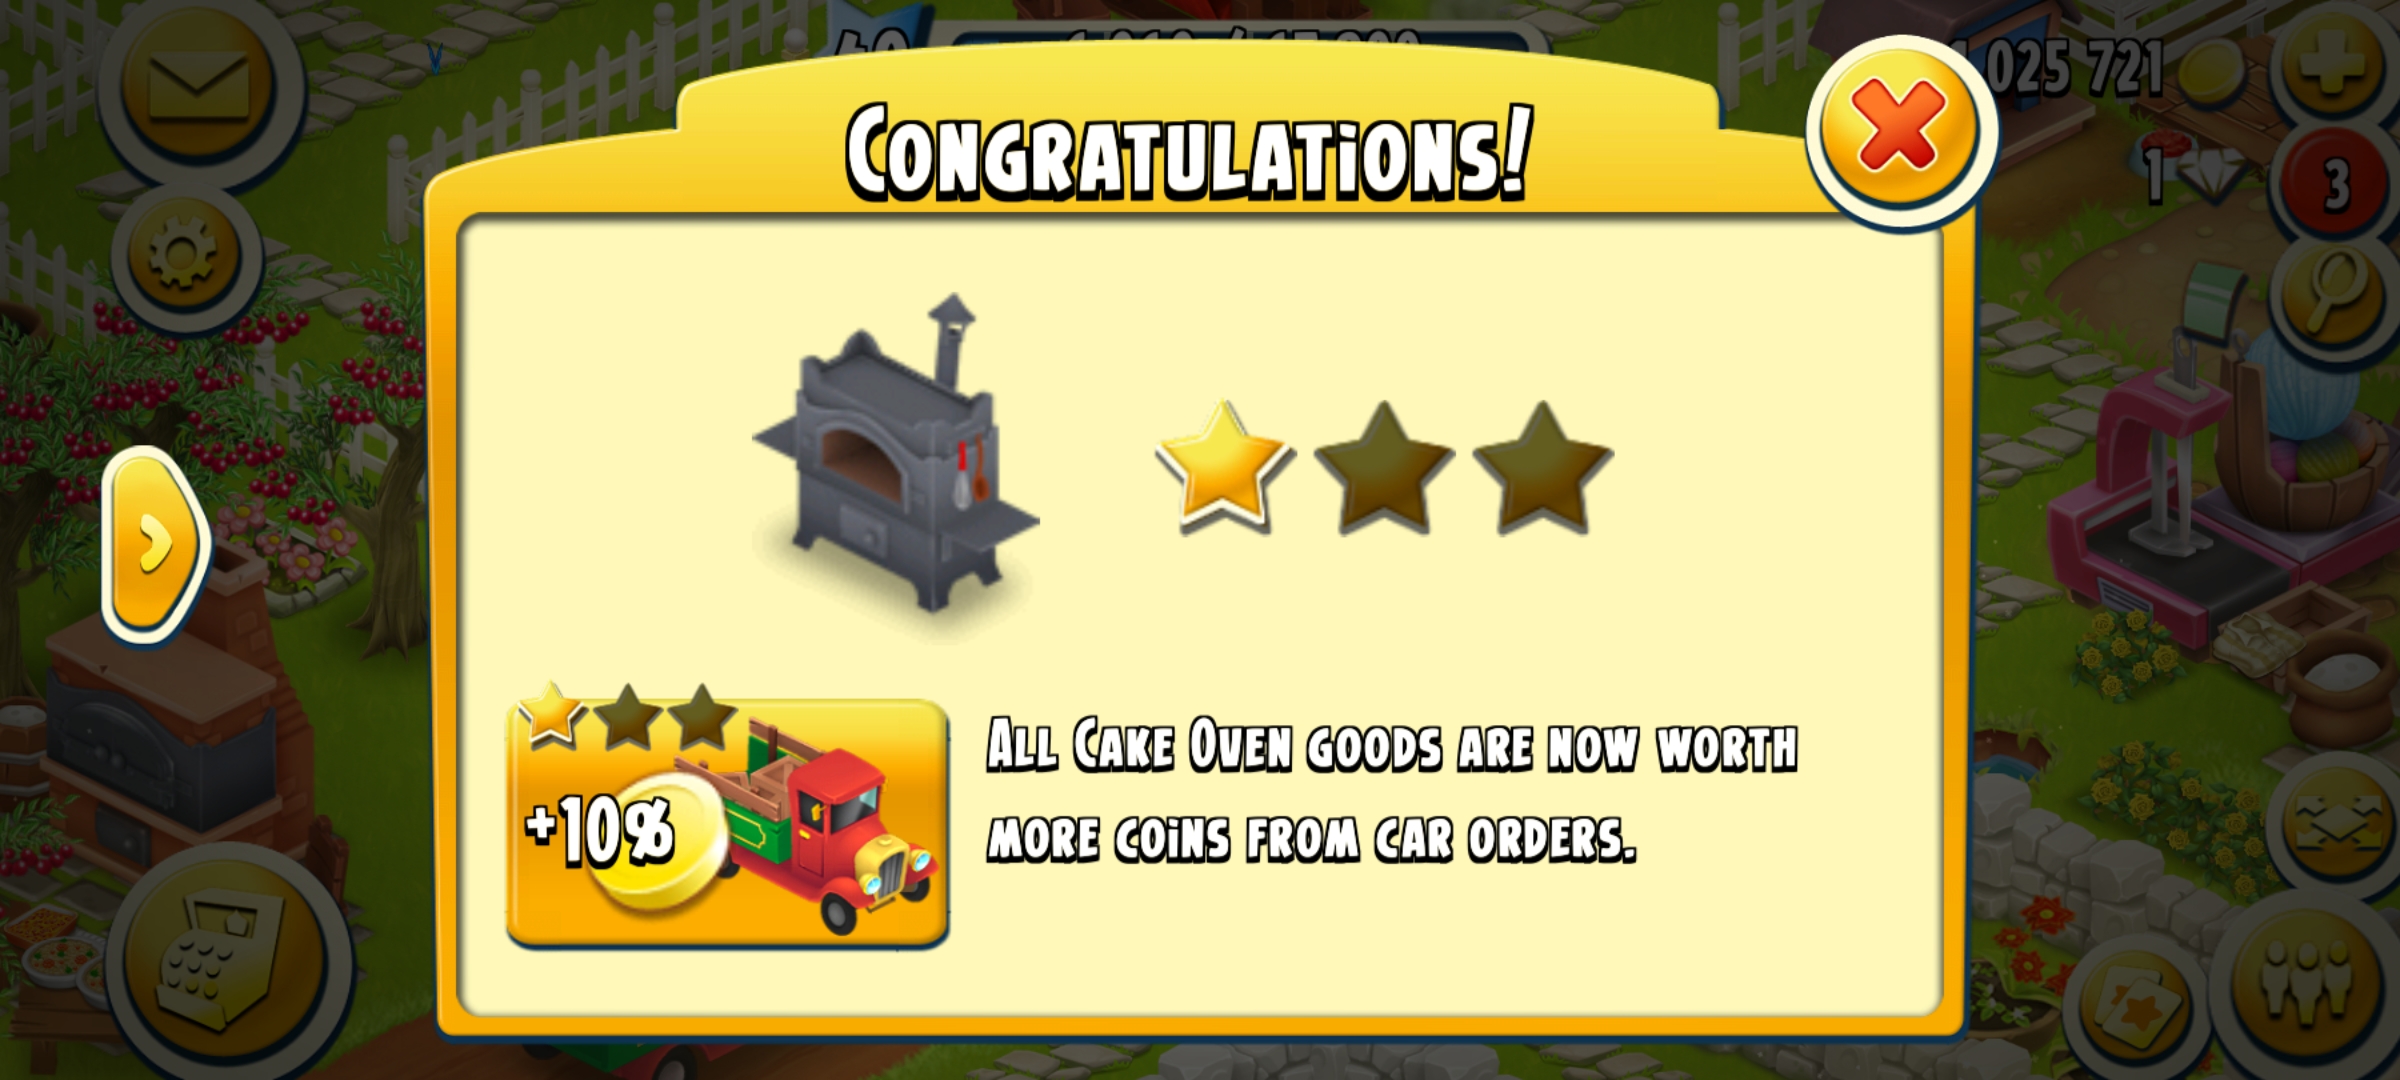 CONGRATULATIONS!
025 721
1
3
+10%
ALL CAKE OVEN GOODS ARE NOW WORTH
MORE COINS FROM CAR ORDERS.